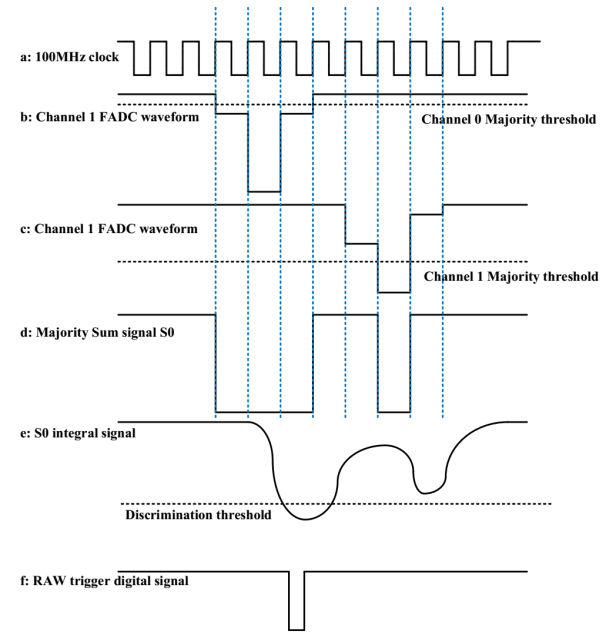 a: 100MHz clock
b: Channel 1 FADC waveform
Channel 0 Majority threshold
c: Channel 1 FADC waveform
Channel 1 Majority threshold
d: Majority Sum signal S0
e: S0 integral signal
Discrimination threshold
f: RAW trigger digital signal